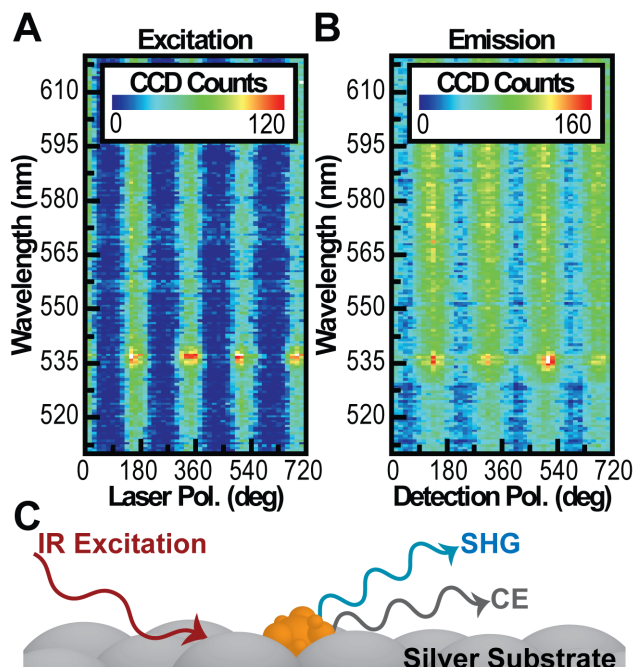 A
Excitation
CCD Counts
0 120
Wavelength (nm)
610
595
580
565
550
535
520
0 180 360 540 720
Laser Pol. (deg)
B
Emission
CCD Counts
0 160
Wavelength (nm)
610
595
580
565
550
535
520
0 180 360 540 720
Detection Pol. (deg)
C
IR Excitation
SHG
CE
Silver Substrate